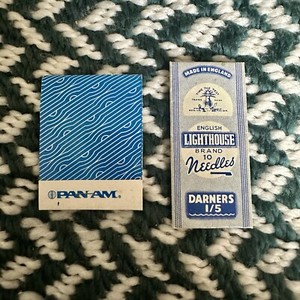 PAN AM.
MADE IN ENGLAND
ENGLISH
LIGHTHOUSE
BRAND
10
Needles
DARNERS
1/5